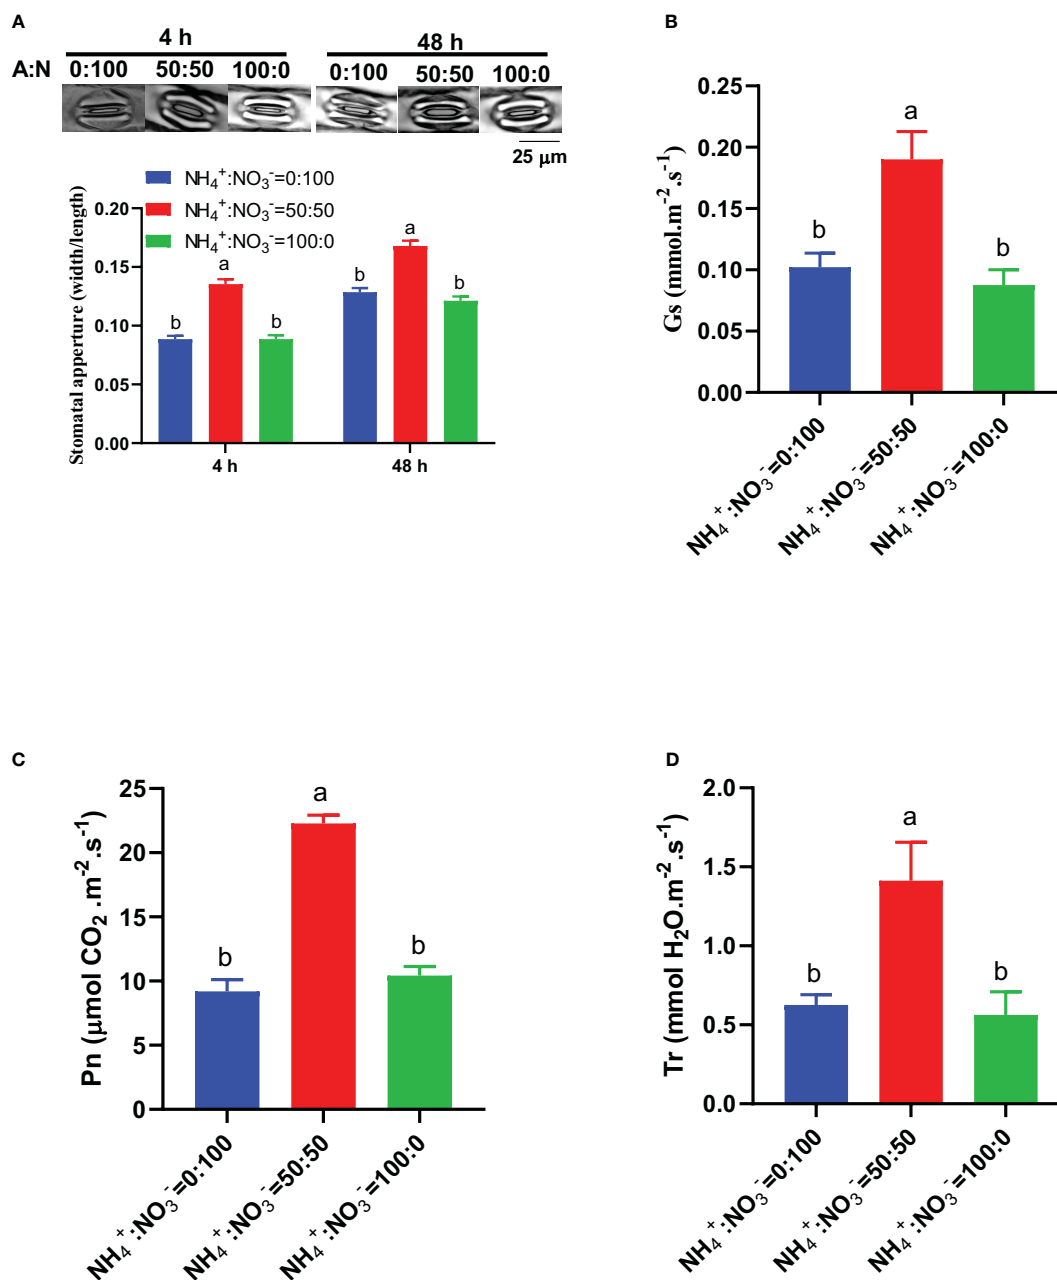 A
4 h 48 h
A:N 0:100 50:50 100:0 0:100 50:50 100:0
25 μm
NH₄⁺:NO₃⁻=0:100
NH₄⁺:NO₃⁻=50:50
NH₄⁺:NO₃⁻=100:0
Stomatal apperture (width/length)
0.20
0.15
0.10
0.05
0.00
b a b b a b
4 h 48 h
B
Gs (mmol.m⁻².s⁻¹)
0.25
0.20
0.15
0.10
0.05
0.00
b a b
NH₄⁺:NO₃⁻=0:100
NH₄⁺:NO₃⁻=50:50
NH₄⁺:NO₃⁻=100:0
C
Pn (μmol CO₂ .m⁻².s⁻¹)
25
20
15
10
5
0
b a b
NH₄⁺:NO₃⁻=0:100
NH₄⁺:NO₃⁻=50:50
NH₄⁺:NO₃⁻=100:0
D
Tr (mmol H₂O.m⁻².s⁻¹)
2.0
1.5
1.0
0.5
0.0
b a b
NH₄⁺:NO₃⁻=0:100
NH₄⁺:NO₃⁻=50:50
NH₄⁺:NO₃⁻=100:0